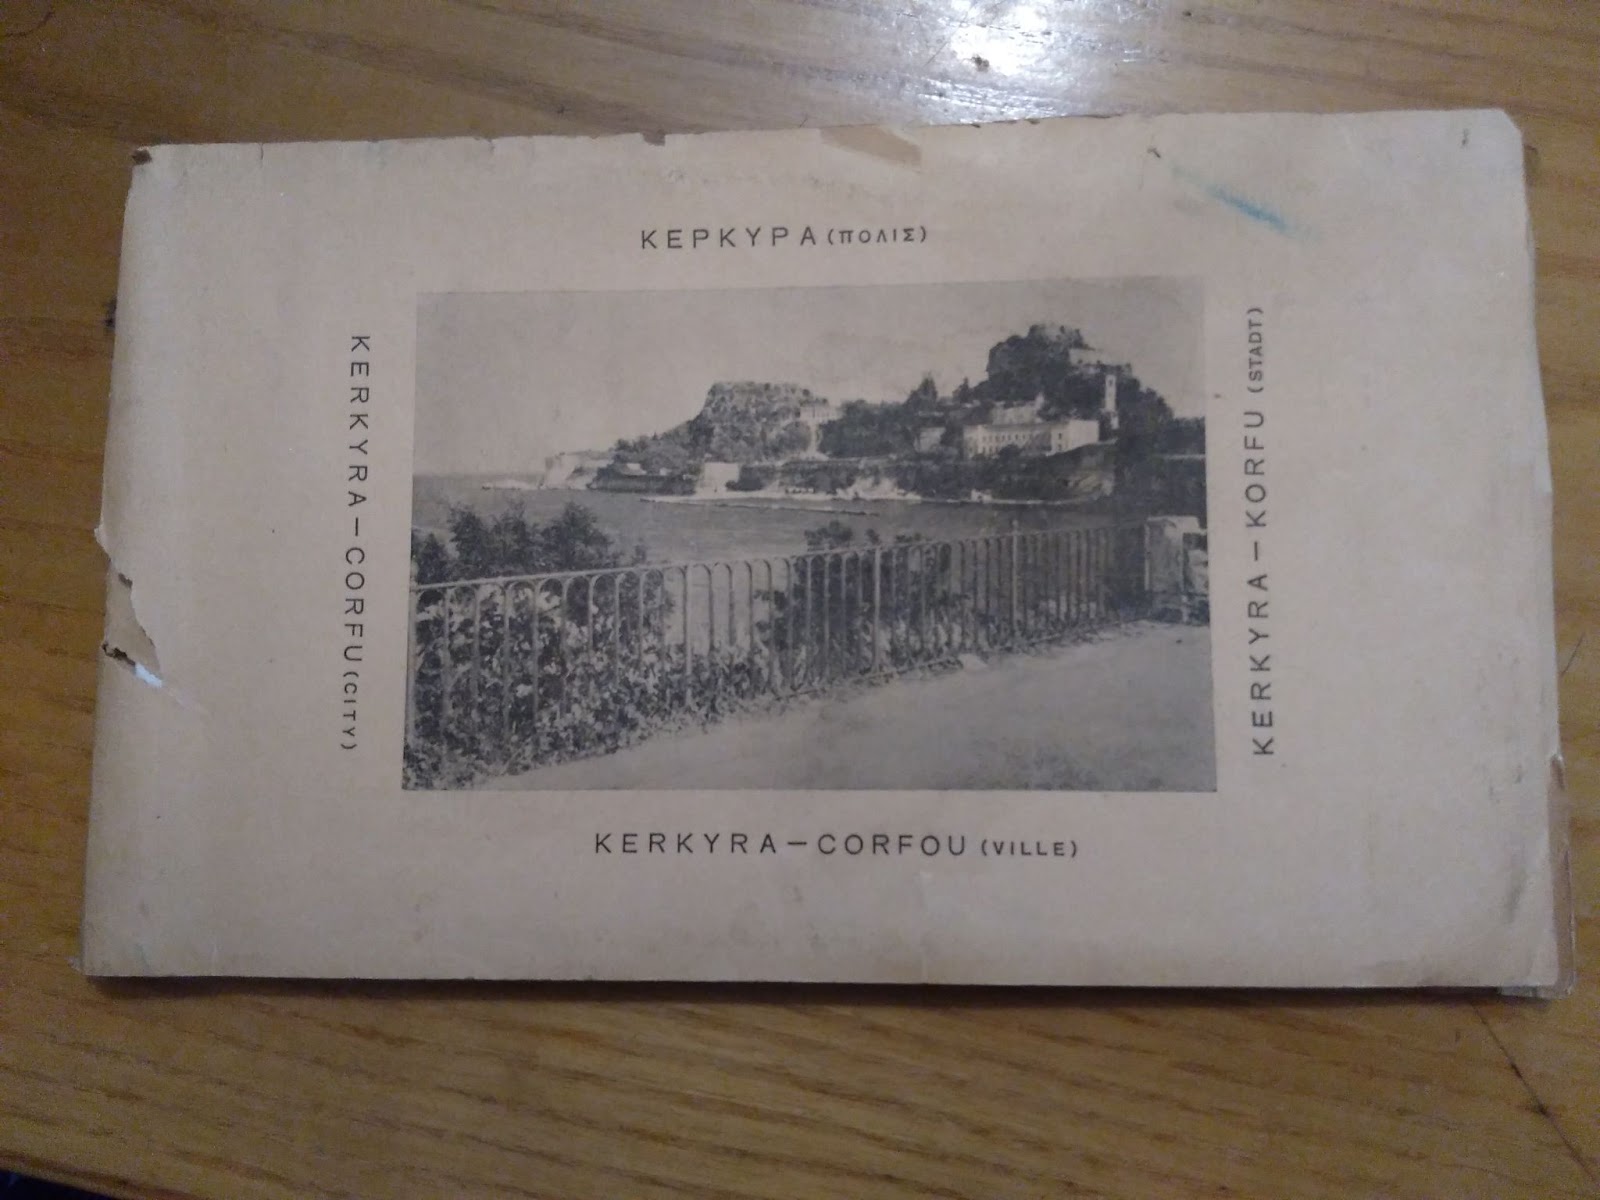 ΚΕΡΚΥΡΑ (ΠΟΛΙΣ)
KERKYRA — CORFU (CITY)
KERKYRA — KORFU (STADT)
KERKYRA — CORFOU (VILLE)